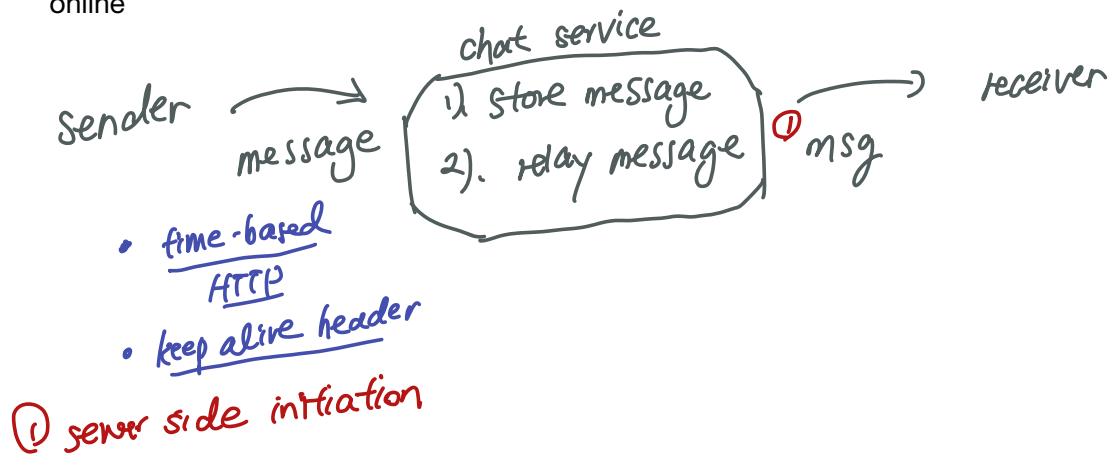 online
chat service
sender
message
1) store message
2). relay message
①
msg
receiver
• time-based
HTTP
• keep alive header
① server side initiation